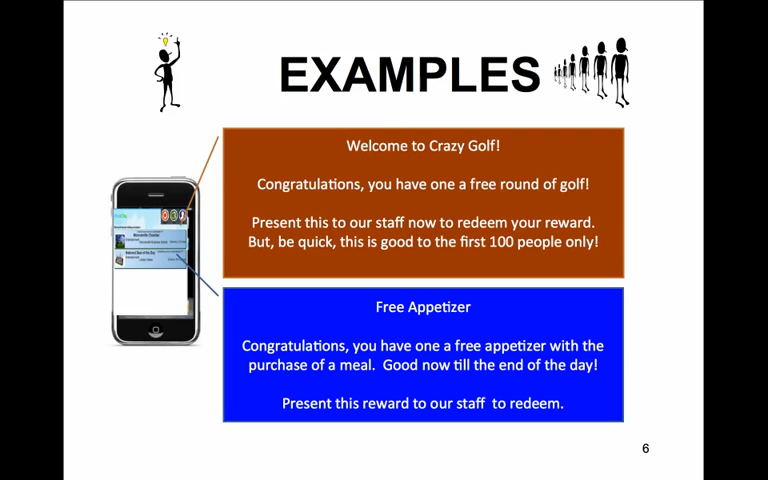 EXAMPLES
Welcome to Crazy Golf!
Congratulations, you have one a free round of golf!
Present this to our staff now to redeem your reward.
But, be quick, this is good to the first 100 people only!
Free Appetizer
Congratulations, you have one a free appetizer with the
purchase of a meal. Good now till the end of the day!
Present this reward to our staff to redeem.
6